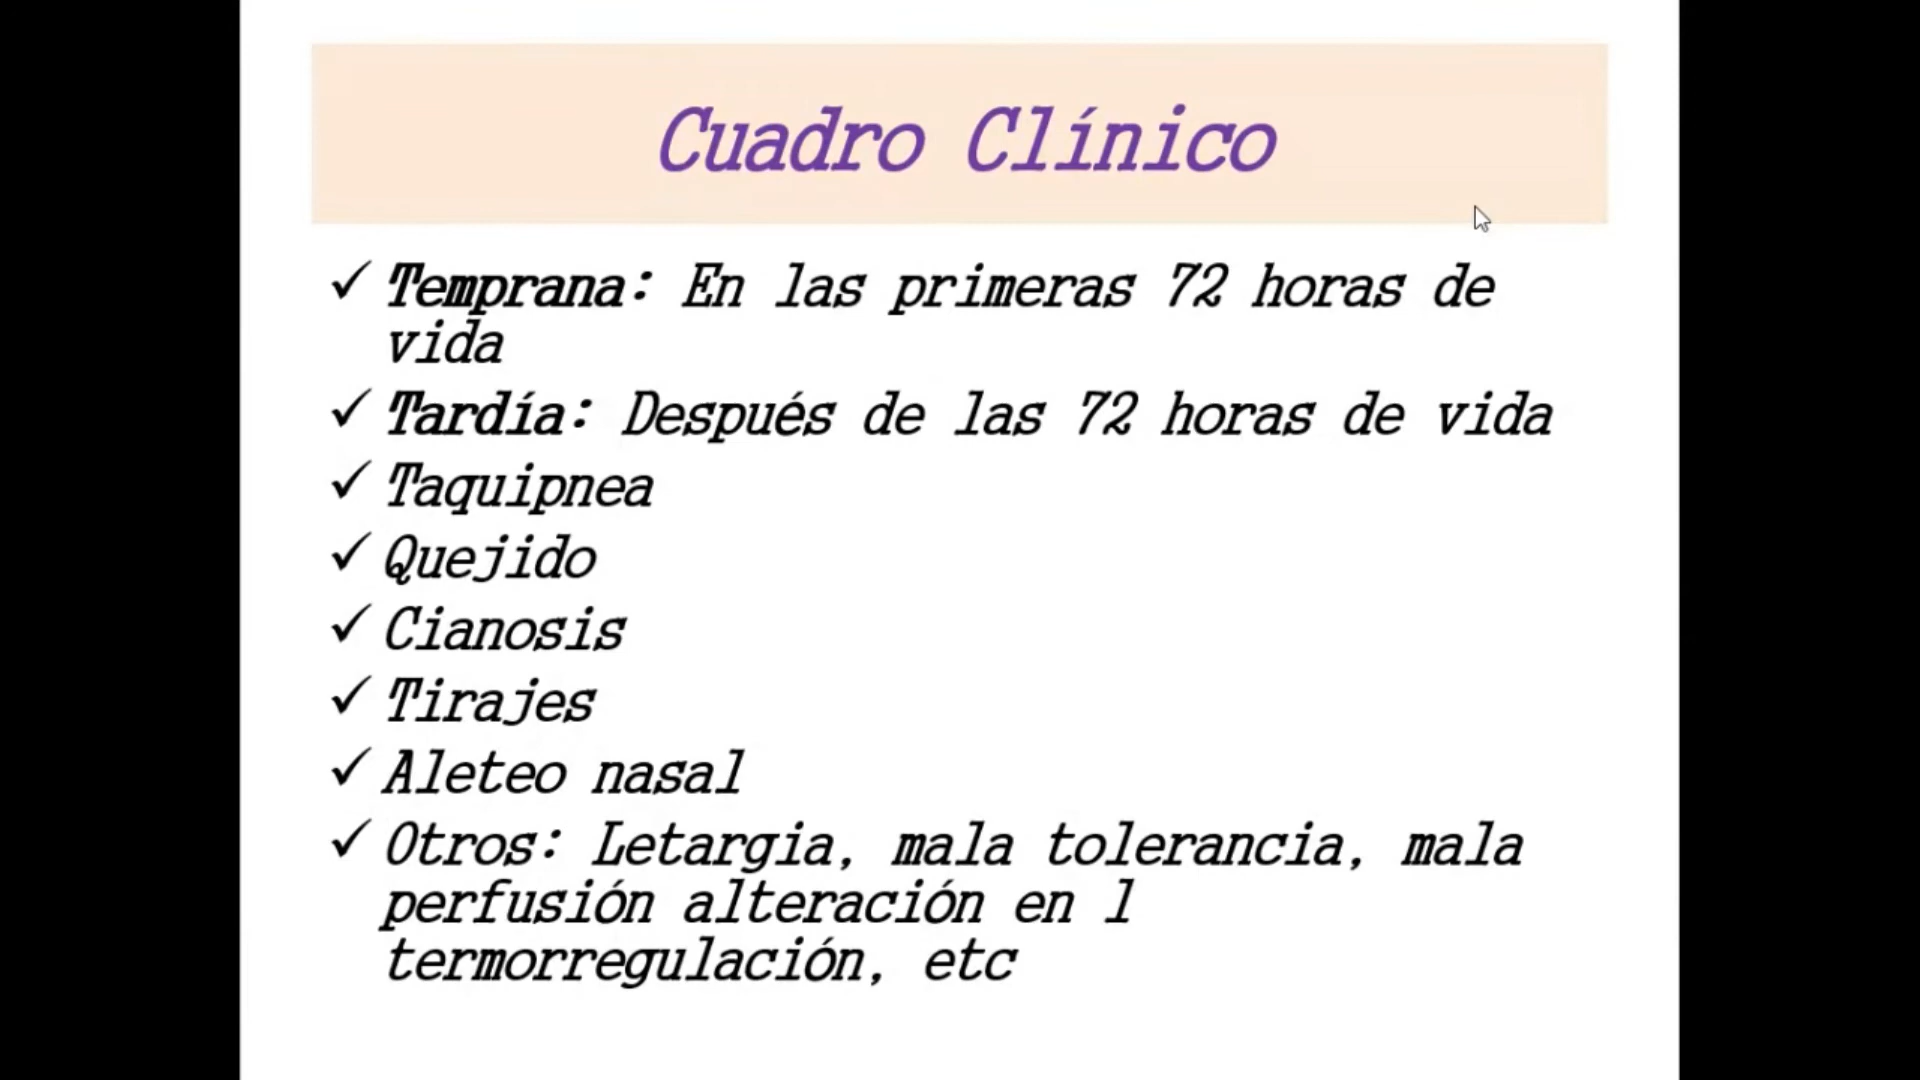 Cuadro Clínico
✓ Temprana: En las primeras 72 horas de
vida
✓ Tardía: Después de las 72 horas de vida
✓ Taquipnea
✓ Quejido
✓ Cianosis
✓ Tirajes
✓ Aleteo nasal
✓ Otros: Letargia, mala tolerancia, mala
perfusión alteración en l
termorregulación, etc